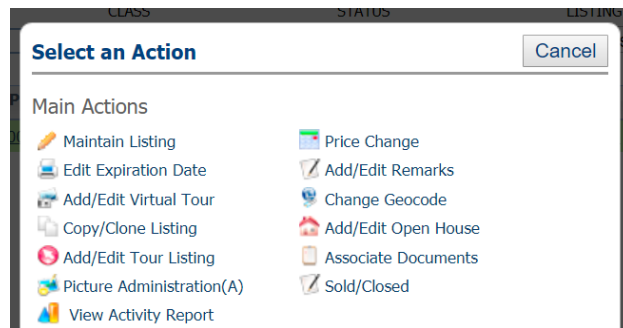 CLASS STATUS LISTING
Select an Action Cancel
Main Actions
Maintain Listing Price Change
Edit Expiration Date Add/Edit Remarks
Add/Edit Virtual Tour Change Geocode
Copy/Clone Listing Add/Edit Open House
Add/Edit Tour Listing Associate Documents
Picture Administration(A) Sold/Closed
View Activity Report